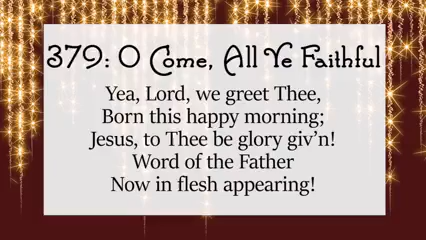 379: O Come, All Ye Faithful
Yea, Lord, we greet Thee,
Born this happy morning;
Jesus, to Thee be glory giv’n!
Word of the Father
Now in flesh appearing!